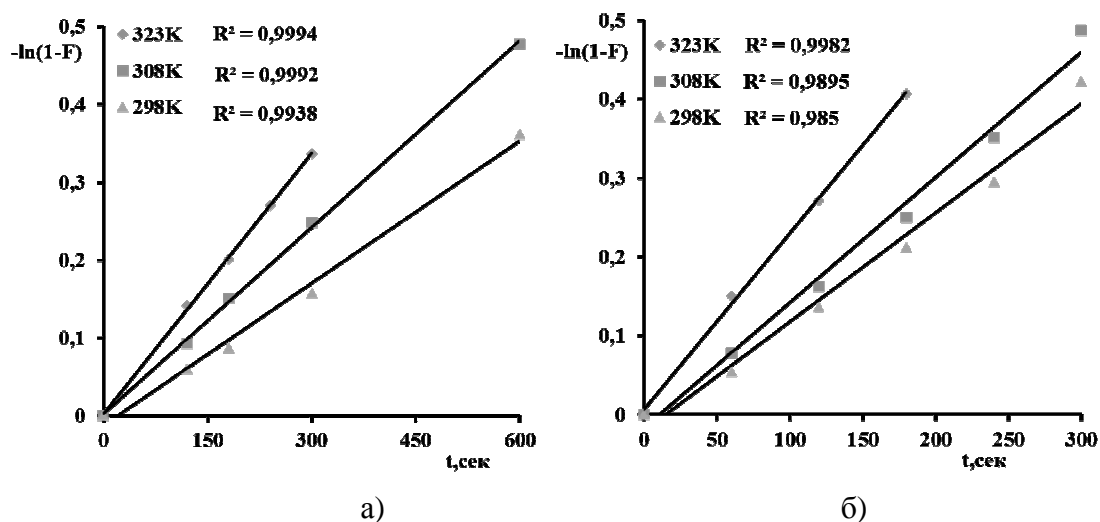 0,5
-ln(1-F)
323K R² = 0,9994
308K R² = 0,9992
298K R² = 0,9938
0,4
0,3
0,2
0,1
0
0 150 300 450 600
t,сек
а)
0,5
-ln(1-F)
323K R² = 0,9982
308K R² = 0,9895
298K R² = 0,985
0,4
0,3
0,2
0,1
0
0 50 100 150 200 250 300
t,сек
б)